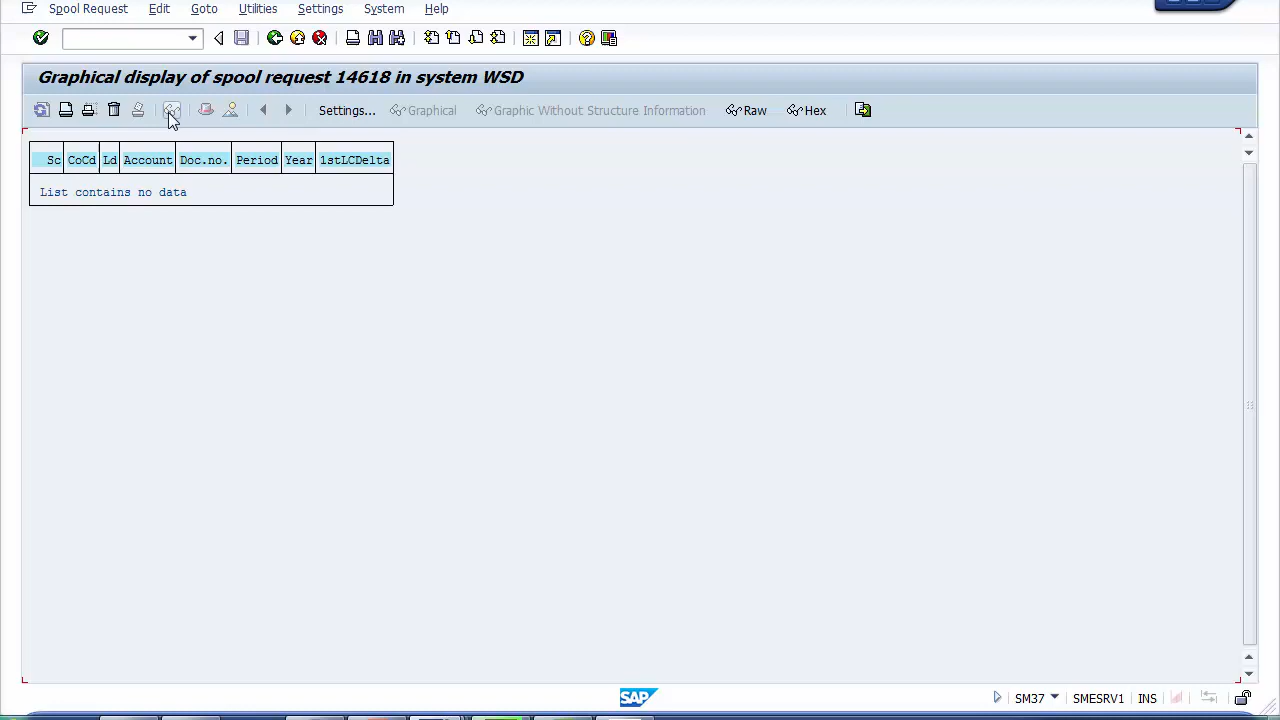 Spool Request Edit Goto Utilities Settings System Help
Graphical display of spool request 14618 in system WSD
Settings... Graphical Graphic Without Structure Information Raw Hex
Sc CoCd Ld Account Doc.no. Period Year 1stLCDelta
List contains no data
SAP SM37 SMESRV1 INS